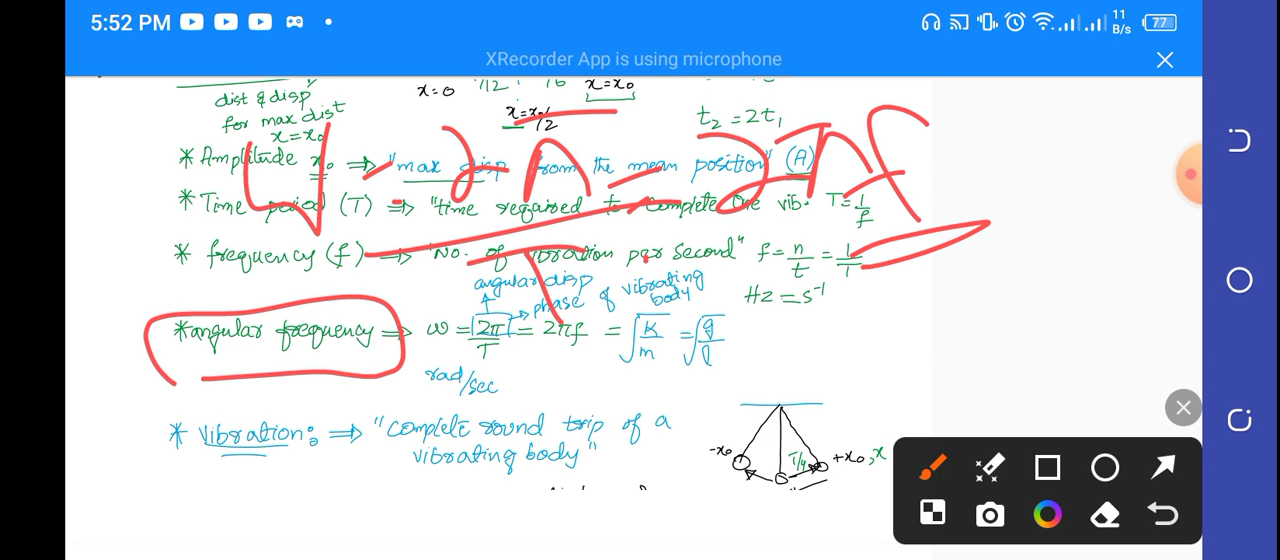 5:52 PM
11 B/s
77
XRecorder App is using microphone
dist & disp
for max dist
x = x₀
x=0
x=x₀
x=x₀/2
t₂ = 2t₁
* Amplitude x₀ ⇒ "max disp from the mean position" (A)
* Time period (T) ⇒ "time required to complete one vib. T = 1/f
* frequency (f) ⇒ "No. of vibration per second" f = n/t = 1/T
Hz = s⁻¹
angular disp
phase of vibrating body
*angular frequency ⇒ ω = 2π/T = 2πf = √k/m = √g/l
rad/sec
* Vibration: ⇒ "Complete round trip of a
vibrating body"
-x₀
T/4
+x₀, x
ω = 2π/T = 2πf